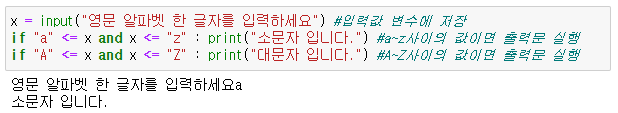 x = input("영문 알파벳 한 글자를 입력하세요") #입력값 변수에 저장
if "a" <= x and x <= "z" : print("소문자 입니다.") #a~z사이의 값이면 출력문 실행
if "A" <= x and x <= "Z" : print("대문자 입니다.") #A~Z사이의 값이면 출력문 실행
영문 알파벳 한 글자를 입력하세요a
소문자 입니다.